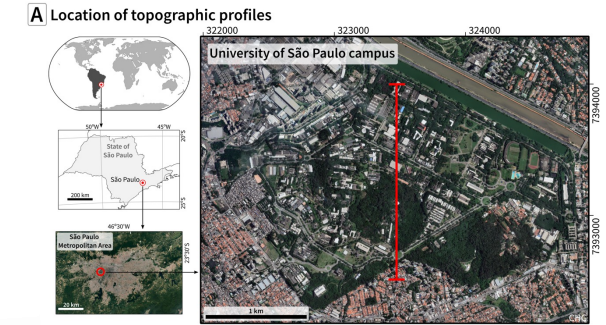 A Location of topographic profiles
322000
323000
324000
University of São Paulo campus
50°W
45°W
20°S
State of
São Paulo
São Paulo
200 km
25°S
46°30'W
São Paulo
Metropolitan Area
23°30'S
20 km
7394000
7393000
1 km
CHC